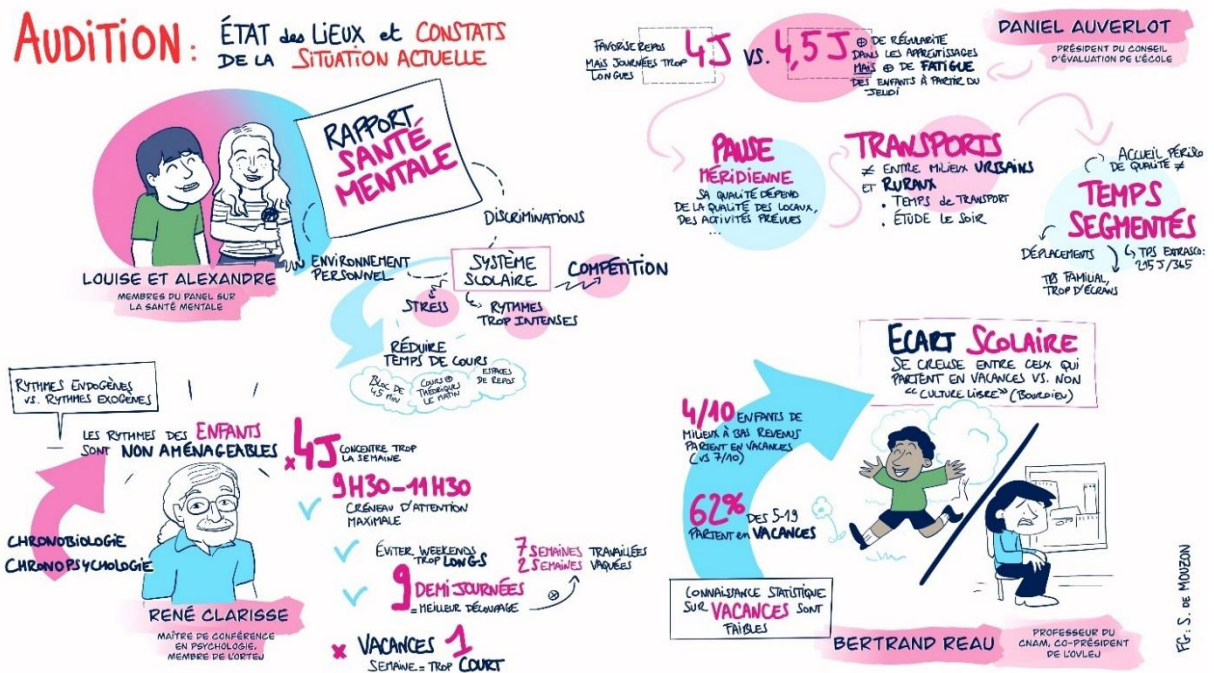 AUDITION : ÉTAT des LIEUX et CONSTATS
DE LA SITUATION ACTUELLE
RAPPORT
SANTÉ
MENTALE
LOUISE ET ALEXANDRE
MEMBRES DU PANEL SUR
LA SANTÉ MENTALE
DISCRIMINATIONS
ENVIRONNEMENT
PERSONNEL
SYSTÈME
SCOLAIRE
COMPÉTITION
STRESS
RYTHMES
TROP INTENSES
RÉDUIRE
TEMPS DE COURS
BLOC DE
45 MIN
COURS ⊕
THÉORIQUES
LE MATIN
ESPACES
DE REPOS
FAVORISE REPOS
MAIS JOURNÉES TROP
LONGUES
4J VS. 4,5J
⊕ DE RÉGULARITÉ
DANS LES APPRENTISSAGES
MAIS ⊕ DE FATIGUE
DES ENFANTS À PARTIR DU
JEUDI
DANIEL AUVERLOT
PRÉSIDENT DU CONSEIL
D'ÉVALUATION DE L'ÉCOLE
PAUSE
MÉRIDIENNE
SA QUALITÉ DÉPEND
DE LA QUALITÉ DES LOCAUX,
DES ACTIVITÉS PRÉVUES
...
TRANSPORTS
≠ ENTRE MILIEUX URBAINS
ET RURAUX
• TEMPS de TRANSPORT
• ÉTUDE LE SOIR
ACCUEIL PÉRISCO
DE QUALITÉ ≠
TEMPS
SEGMENTÉS
DÉPLACEMENTS
TPS FAMILIAL,
TROP D'ÉCRANS
TPS EXTRASCO:
215 J/365
RYTHMES ENDOGÈNES
VS. RYTHMES EXOGÈNES
LES RYTHMES DES ENFANTS
SONT NON AMÉNAGEABLES
CHRONOBIOLOGIE
CHRONOPSYCHOLOGIE
RENÉ CLARISSE
MAÎTRE DE CONFÉRENCE
EN PSYCHOLOGIE,
MEMBRE DE L'ORTEJ
× 4J CONCENTRE TROP
LA SEMAINE
9H30-11H30
CRÉNEAU D'ATTENTION
MAXIMALE
ÉVITER WEEKENDS
TROP LONGS
9 DEMI JOURNÉES
= MEILLEUR DÉCOUPAGE
7 SEMAINES TRAVAILLÉES
2 SEMAINES VAQUÉES
× VACANCES 1
SEMAINE = TROP COURT
ECART SCOLAIRE
SE CREUSE ENTRE CEUX QUI
PARTENT EN VACANCES VS. NON
"CULTURE LIBRE" (BOURDIEU)
4/10 ENFANTS DE
MILIEUX À BAS REVENUS
PARTENT EN VACANCES
(VS 7/10)
62% DES 5-19
PARTENT en VACANCES
CONNAISSANCE STATISTIQUE
SUR VACANCES SONT
FAIBLES
BERTRAND REAU
PROFESSEUR DU
CNAM, CO-PRÉSIDENT
DE L'OVLEJ
FG: S. DE MOUZON